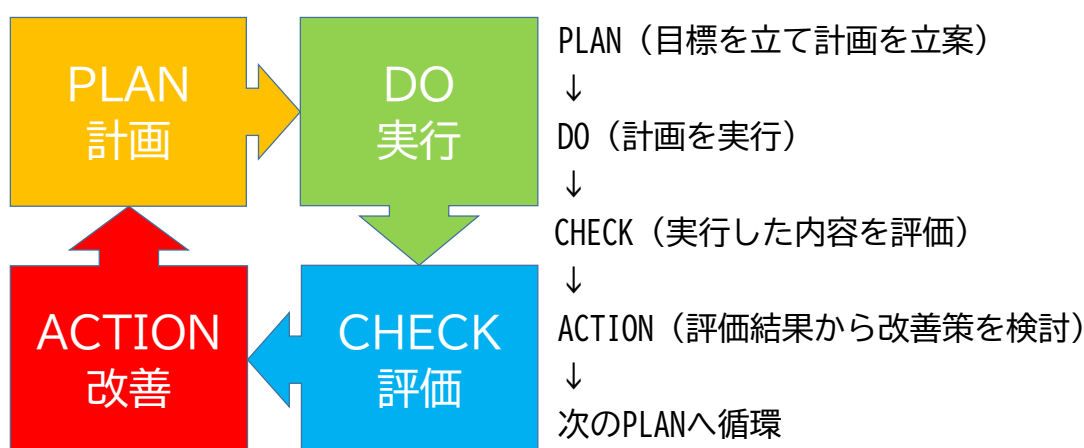 PLAN
計画
DO
実行
ACTION
改善
CHECK
評価
PLAN（目標を立て計画を立案）
↓
DO（計画を実行）
↓
CHECK（実行した内容を評価）
↓
ACTION（評価結果から改善策を検討）
↓
次のPLANへ循環